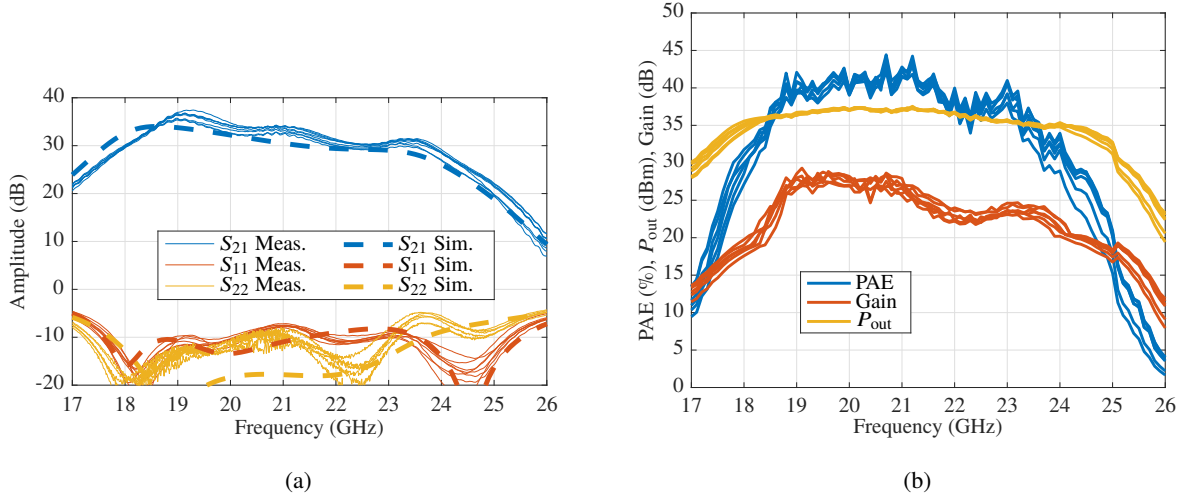 40
30
20
10
0
-10
-20
17 18 19 20 21 22 23 24 25 26
Frequency (GHz)
Amplitude (dB)
S21 Meas.
S11 Meas.
S22 Meas.
S21 Sim.
S11 Sim.
S22 Sim.
(a)
50
45
40
35
30
25
20
15
10
5
0
17 18 19 20 21 22 23 24 25 26
Frequency (GHz)
PAE (%), Pout (dBm), Gain (dB)
PAE
Gain
Pout
(b)